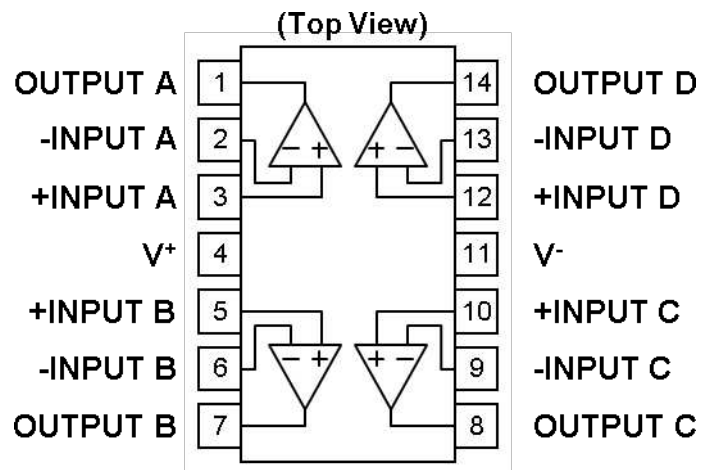 (Top View)
OUTPUT A 1 14 OUTPUT D
-INPUT A 2 13 -INPUT D
+INPUT A 3 12 +INPUT D
V+ 4 11 V-
+INPUT B 5 10 +INPUT C
-INPUT B 6 9 -INPUT C
OUTPUT B 7 8 OUTPUT C
− + + −
− + + −